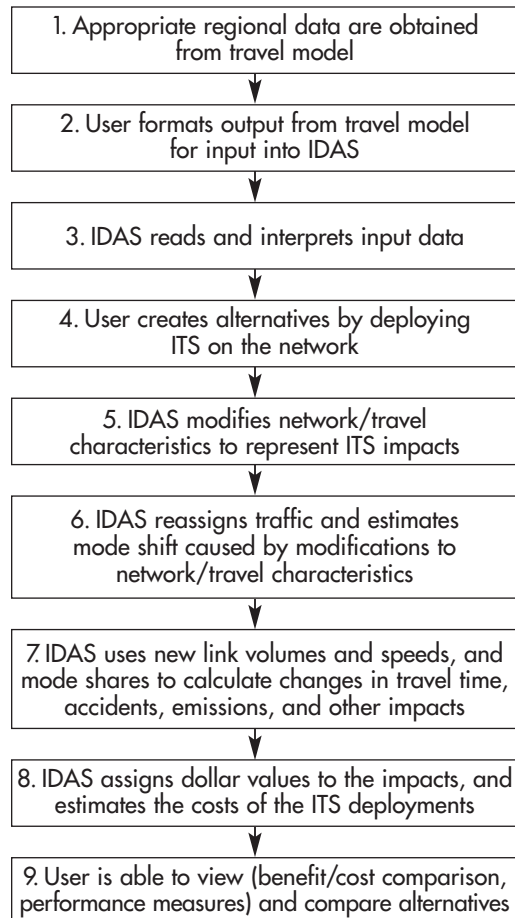 1. Appropriate regional data are obtained
from travel model
2. User formats output from travel model
for input into IDAS
3. IDAS reads and interprets input data
4. User creates alternatives by deploying
ITS on the network
5. IDAS modifies network/travel
characteristics to represent ITS impacts
6. IDAS reassigns traffic and estimates
mode shift caused by modifications to
network/travel characteristics
7. IDAS uses new link volumes and speeds, and
mode shares to calculate changes in travel time,
accidents, emissions, and other impacts
8. IDAS assigns dollar values to the impacts, and
estimates the costs of the ITS deployments
9. User is able to view (benefit/cost comparison,
performance measures) and compare alternatives